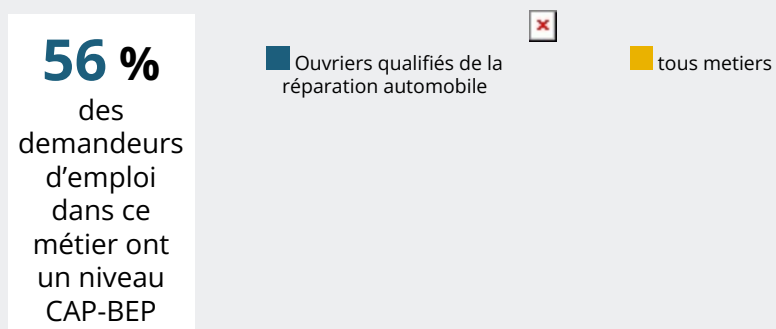 56 %
des
demandeurs
d’emploi
dans ce
métier ont
un niveau
CAP-BEP
Ouvriers qualifiés de la
réparation automobile
tous metiers